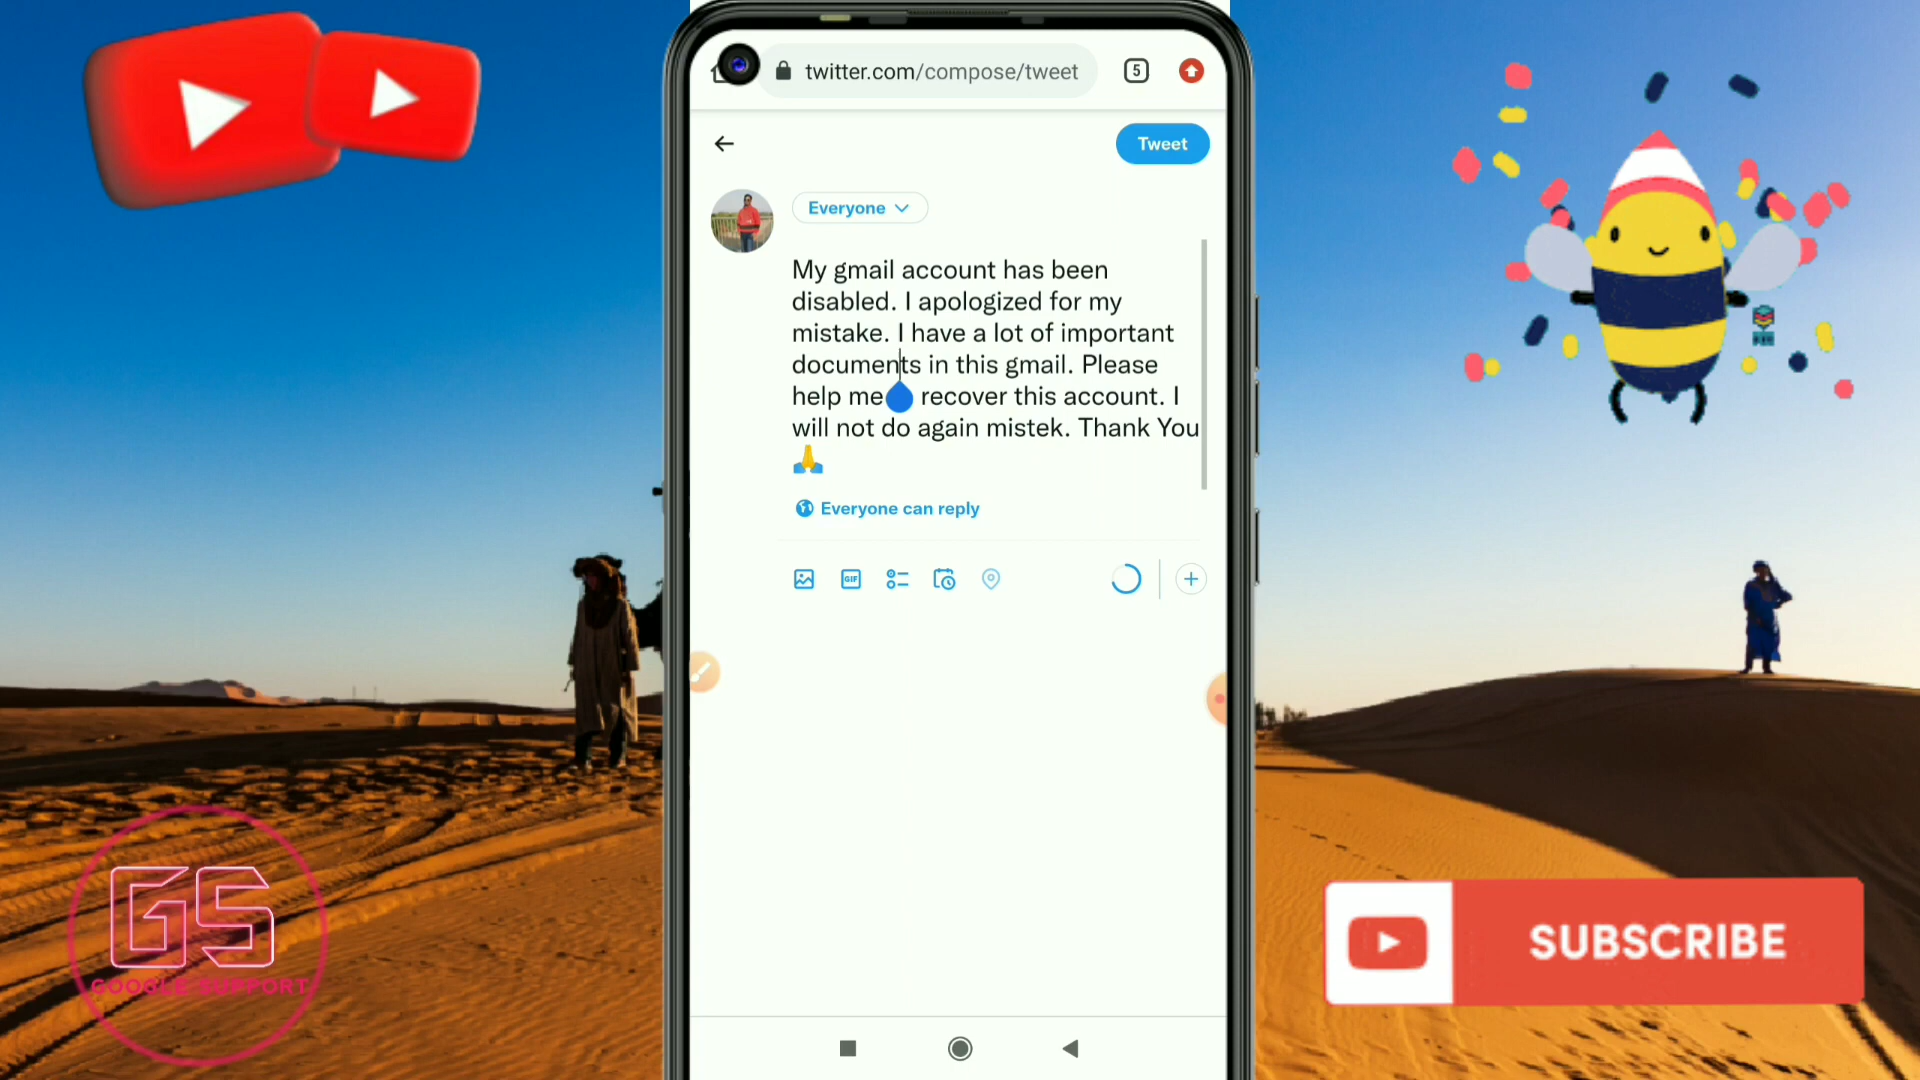 twitter.com/compose/tweet
5
Tweet
Everyone
My gmail account has been
disabled. I apologized for my
mistake. I have a lot of important
documents in this gmail. Please
help me recover this account. I
will not do again mistek. Thank You
🙏
Everyone can reply
GIF
GS
GOOGLE SUPPORT
SUBSCRIBE